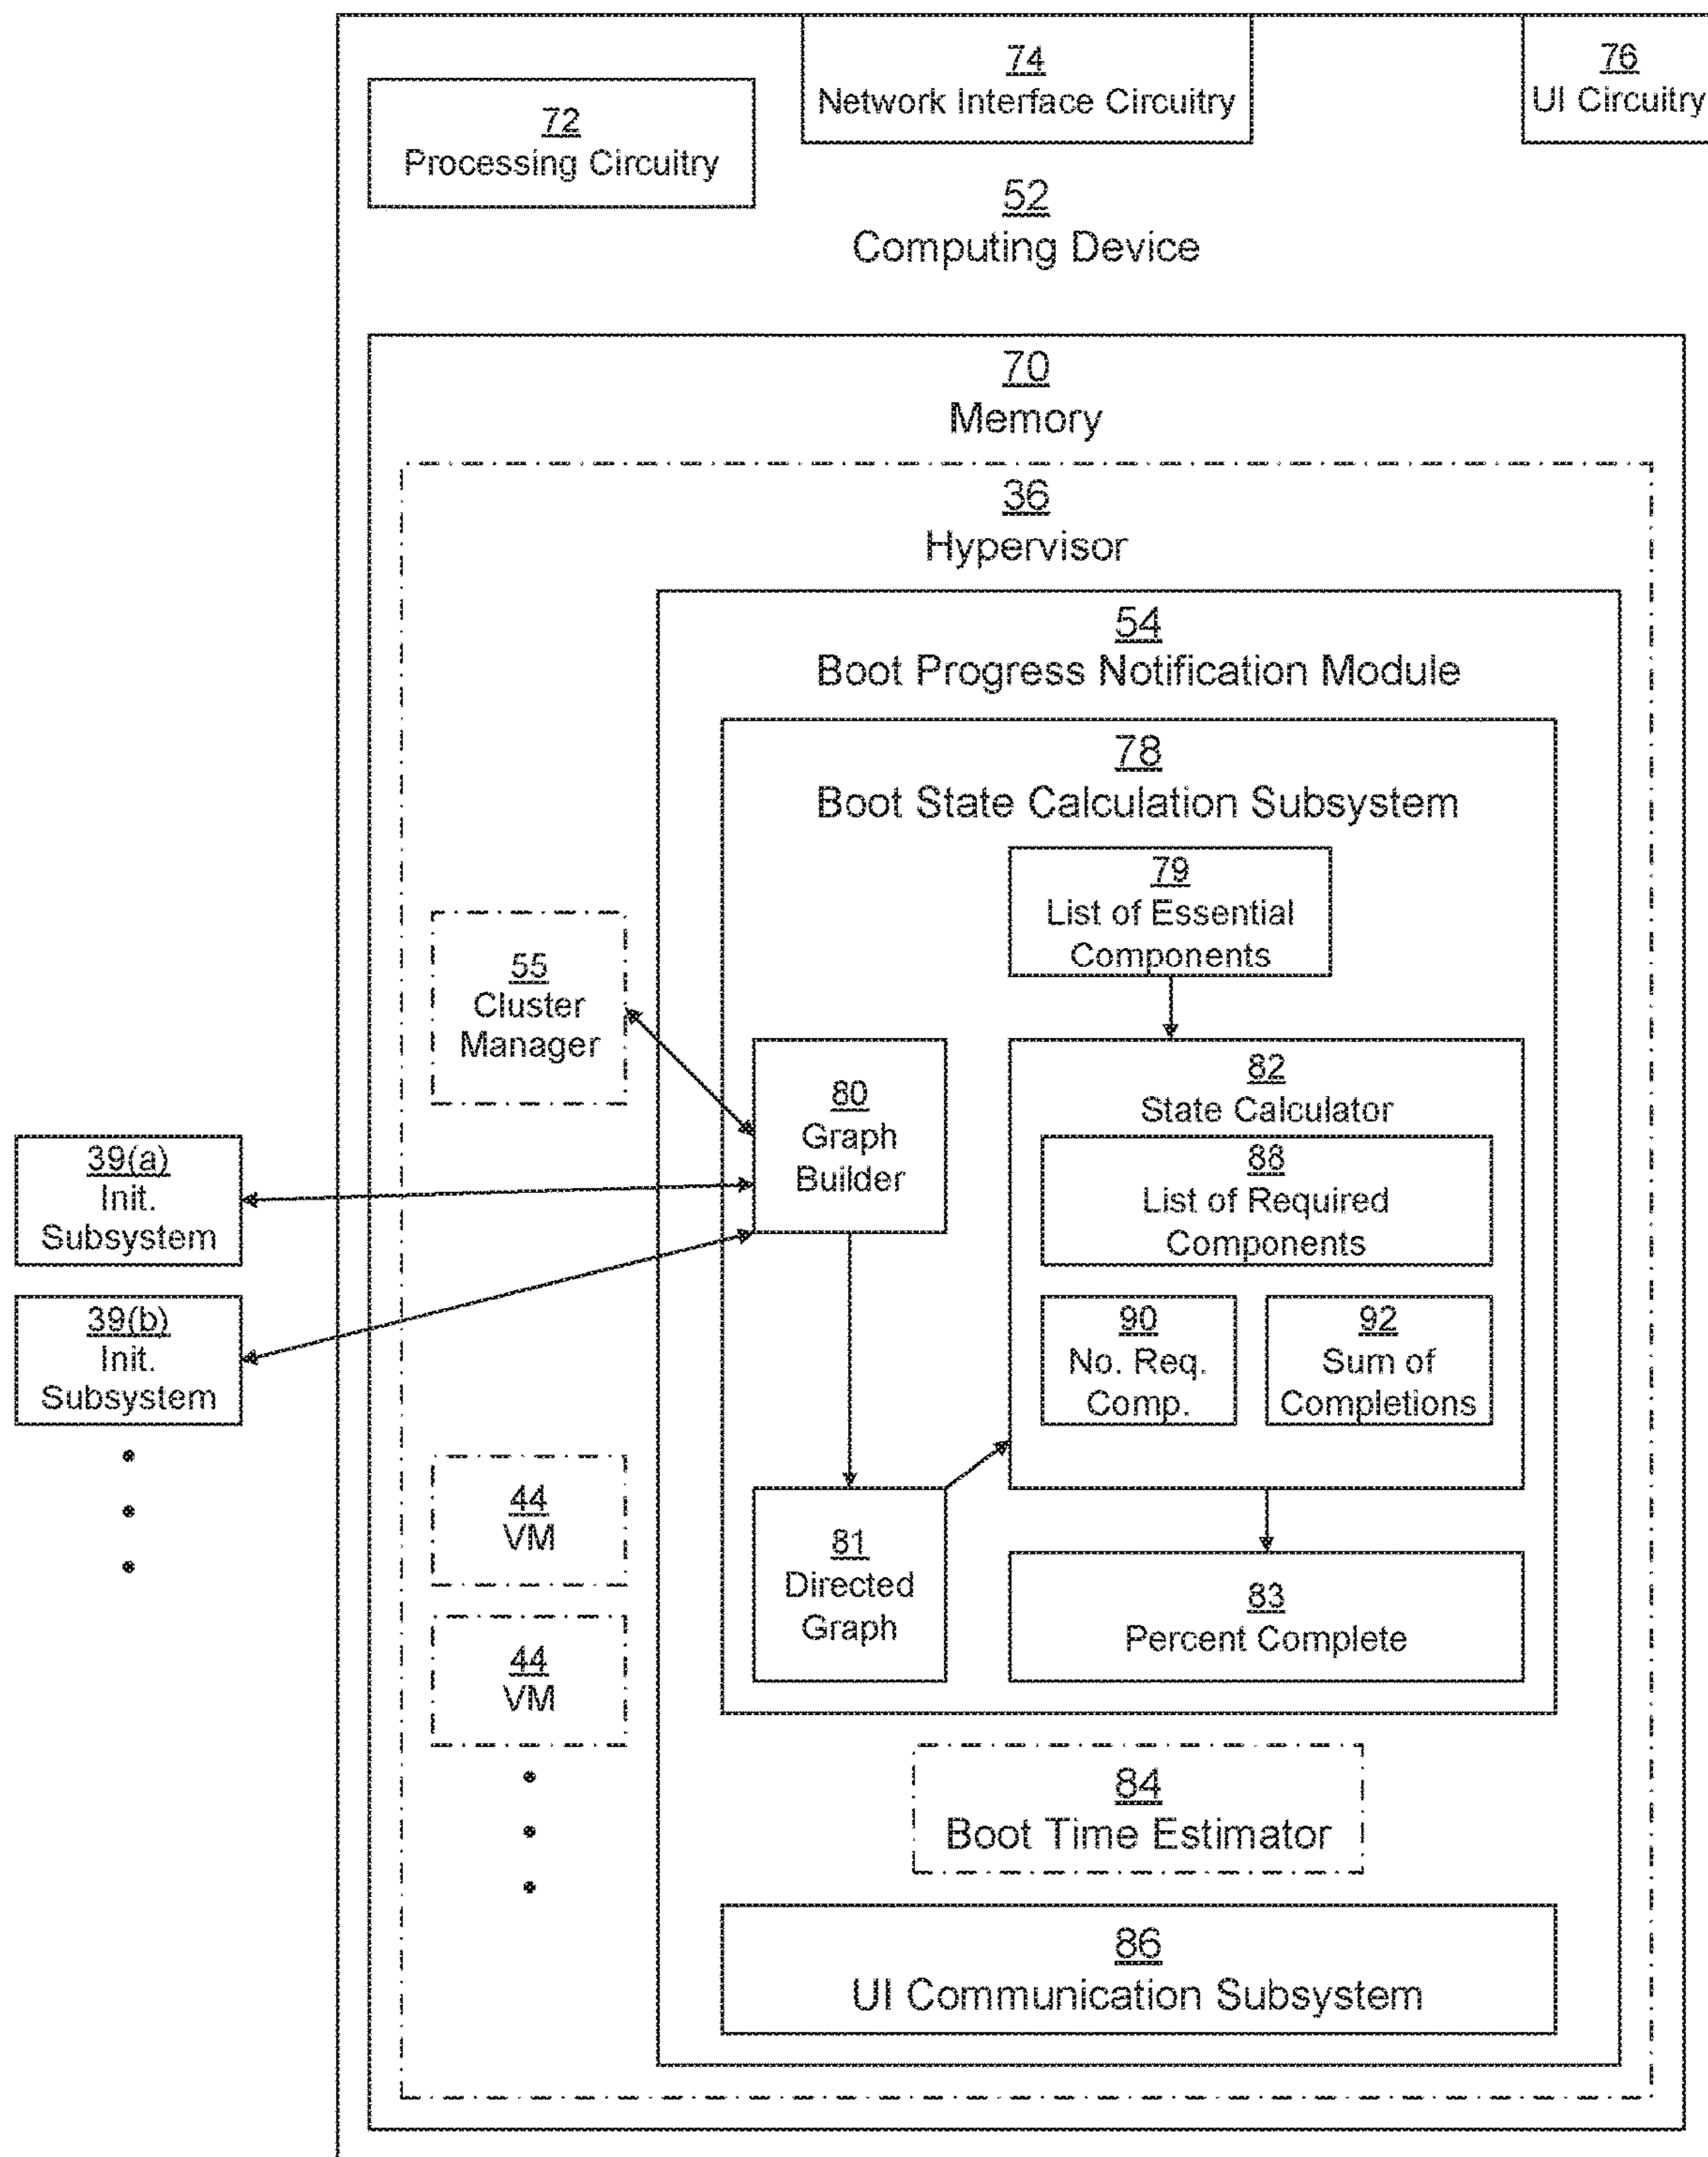 74
Network Interface Circuitry
76
UI Circuitry
72
Processing Circuitry
52
Computing Device
70
Memory
36
Hypervisor
54
Boot Progress Notification Module
78
Boot State Calculation Subsystem
79
List of Essential
Components
55
Cluster
Manager
80
Graph
Builder
82
State Calculator
88
List of Required
Components
39(a)
Init.
Subsystem
39(b)
Init.
Subsystem
90
No. Req.
Comp.
92
Sum of
Completions
44
VM
81
Directed
Graph
83
Percent Complete
44
VM
84
Boot Time Estimator
86
UI Communication Subsystem